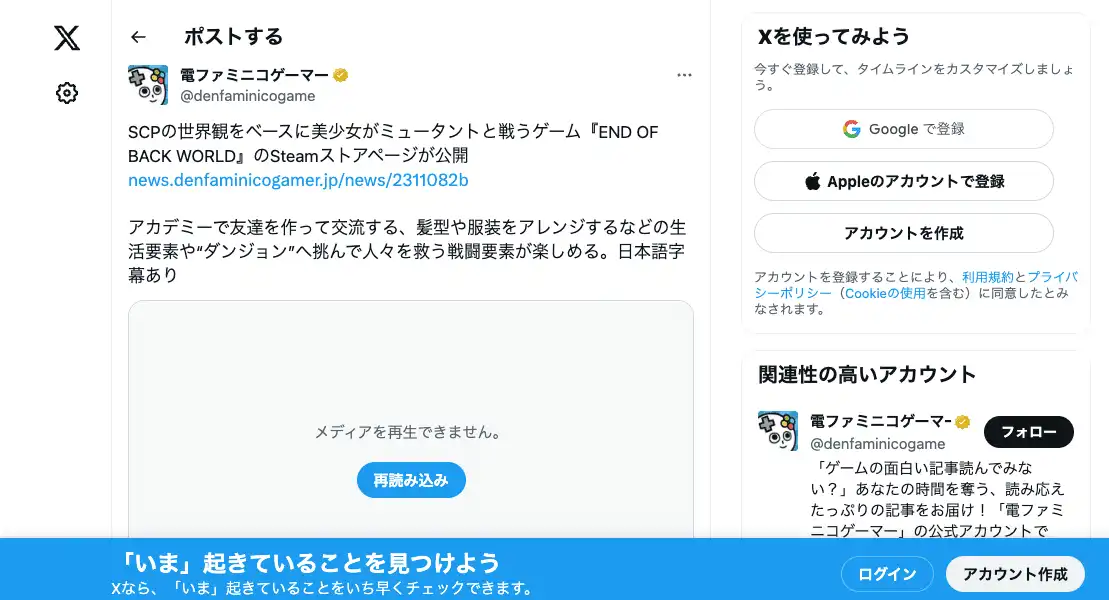 ポストする
電ファミニコゲーマー
@denfaminicogame
SCPの世界観をベースに美少女がミュータントと戦うゲーム『END OF
BACK WORLD』のSteamストアページが公開
news.denfaminicogamer.jp/news/2311082b
アカデミーで友達を作って交流する、髪型や服装をアレンジするなどの生
活要素や“ダンジョン”へ挑んで人々を救う戦闘要素が楽しめる。日本語字
幕あり
メディアを再生できません。
再読み込み
Xを使ってみよう
今すぐ登録して、タイムラインをカスタマイズしましょ
う。
Google で登録
Appleのアカウントで登録
アカウントを作成
アカウントを登録することにより、利用規約とプライバ
シーポリシー（Cookieの使用を含む）に同意したとみ
なされます。
関連性の高いアカウント
電ファミニコゲーマー
@denfaminicogame
フォロー
「ゲームの面白い記事読んでみな
い？」あなたの時間を奪う、読み応え
たっぷりの記事をお届け！「電ファミ
ニコゲーマー」の公式アカウントで
「いま」起きていることを見つけよう
Xなら、「いま」起きていることをいち早くチェックできます。
ログイン
アカウント作成